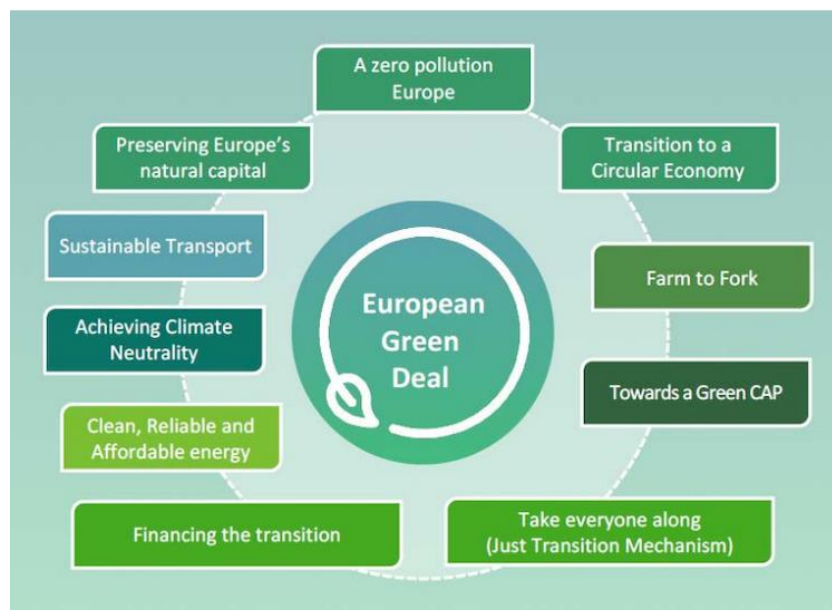 A zero pollution
Europe
Preserving Europe's
natural capital
Transition to a
Circular Economy
Sustainable Transport
Farm to Fork
European
Green
Deal
Achieving Climate
Neutrality
Towards a Green CAP
Clean, Reliable and
Affordable energy
Financing the transition
Take everyone along
(Just Transition Mechanism)